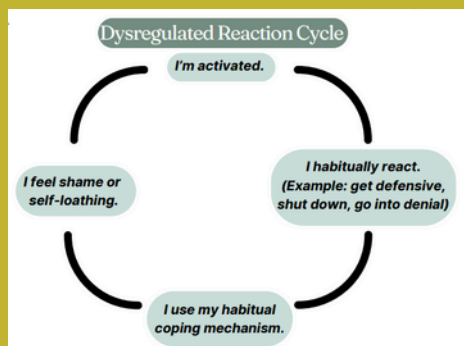 Dysregulated Reaction Cycle
I'm activated.
I habitually react.
(Example: get defensive,
shut down, go into denial)
I use my habitual
coping mechanism.
I feel shame or
self-loathing.